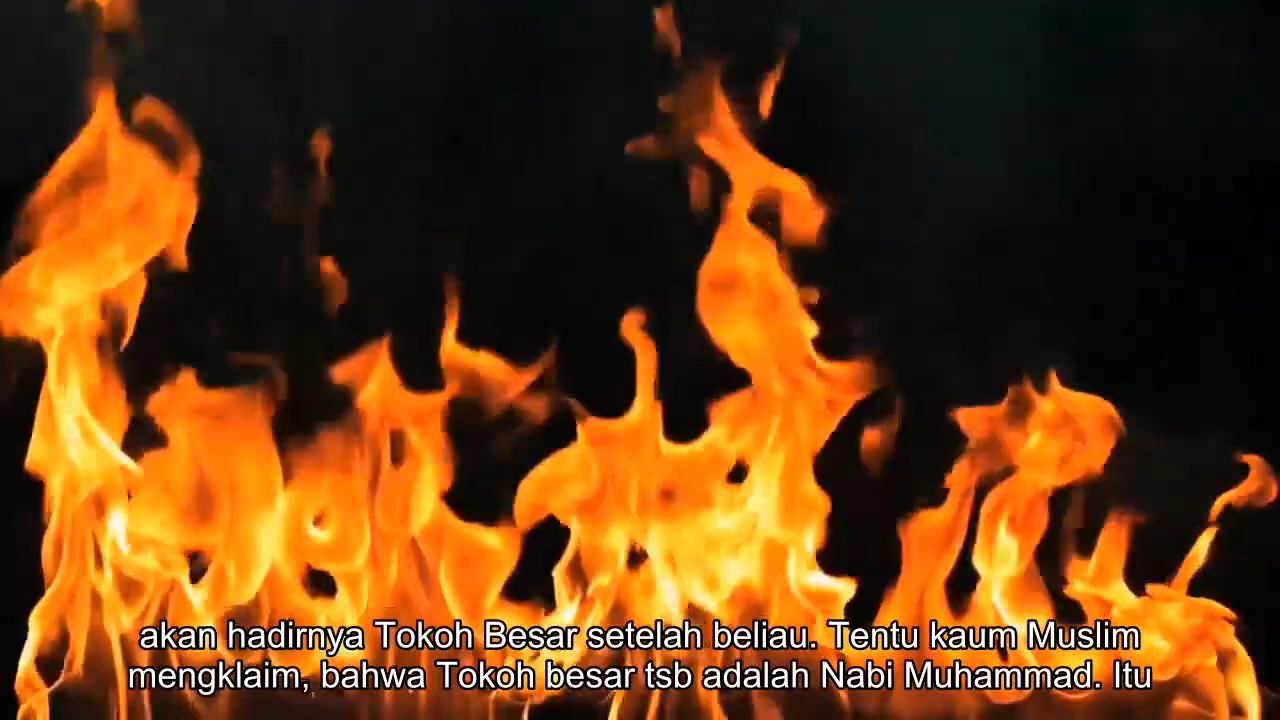 akan hadirnya Tokoh Besar setelah beliau. Tentu kaum Muslim
mengklaim, bahwa Tokoh besar tsb adalah Nabi Muhammad. Itu